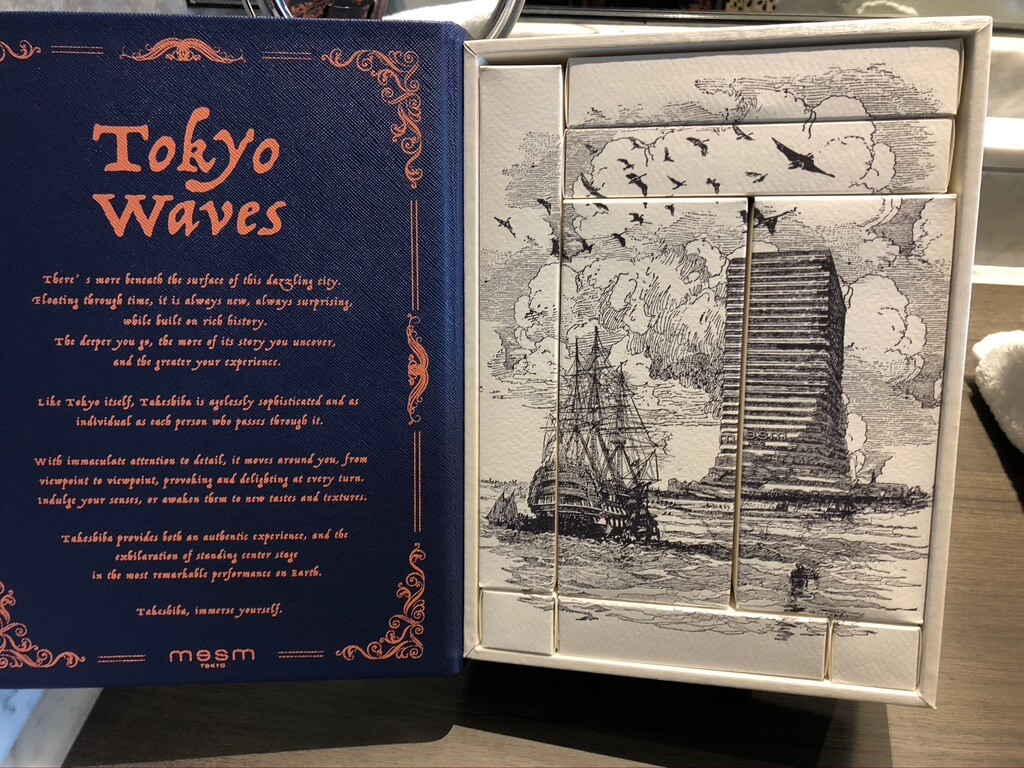 Tokyo
Waves
There's more beneath the surface of this dazzling city.
Floating through time, it is always new, always surprising,
while built on rich history.
The deeper you go, the more of its story you uncover,
and the greater your experience.
Like Tokyo itself, Takeshiba is agelessly sophisticated and as
individual as each person who passes through it.
With immaculate attention to detail, it moves around you, from
viewpoint to viewpoint, provoking and delighting at every turn.
Indulge your senses, or awaken them to new tastes and textures.
Takeshiba provides both an authentic experience, and the
exhilaration of standing center stage
in the most remarkable performance on Earth.
Takeshiba, immerse yourself.
mesm
TOKYO
mesm